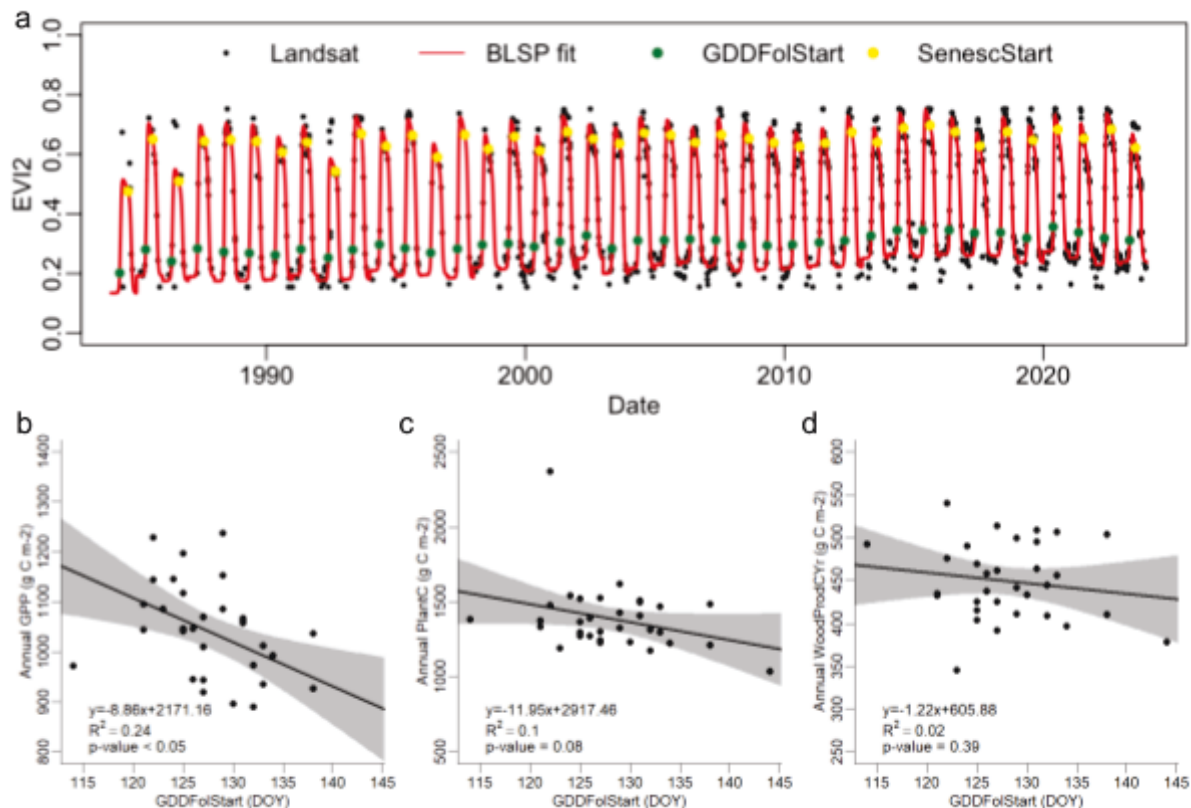 a
Landsat BLSP fit GDDFolStart SenescStart
EVI2
0.0 0.2 0.4 0.6 0.8 1.0
1990 2000 2010 2020
Date
b
Annual GPP (g C m-2)
800 900 1000 1100 1200 1300 1400
y=-8.86x+2171.16
R² = 0.24
p-value < 0.05
115 120 125 130 135 140 145
GDDFolStart (DOY)
c
Annual PlantC (g C m-2)
500 1000 1500 2000 2500
y=-11.95x+2917.46
R² = 0.1
p-value = 0.08
115 120 125 130 135 140 145
GDDFolStart (DOY)
d
Annual WoodProdCYr (g C m-2)
250 300 350 400 450 500 550 600
y=-1.22x+605.88
R² = 0.02
p-value = 0.39
115 120 125 130 135 140 145
GDDFolStart (DOY)